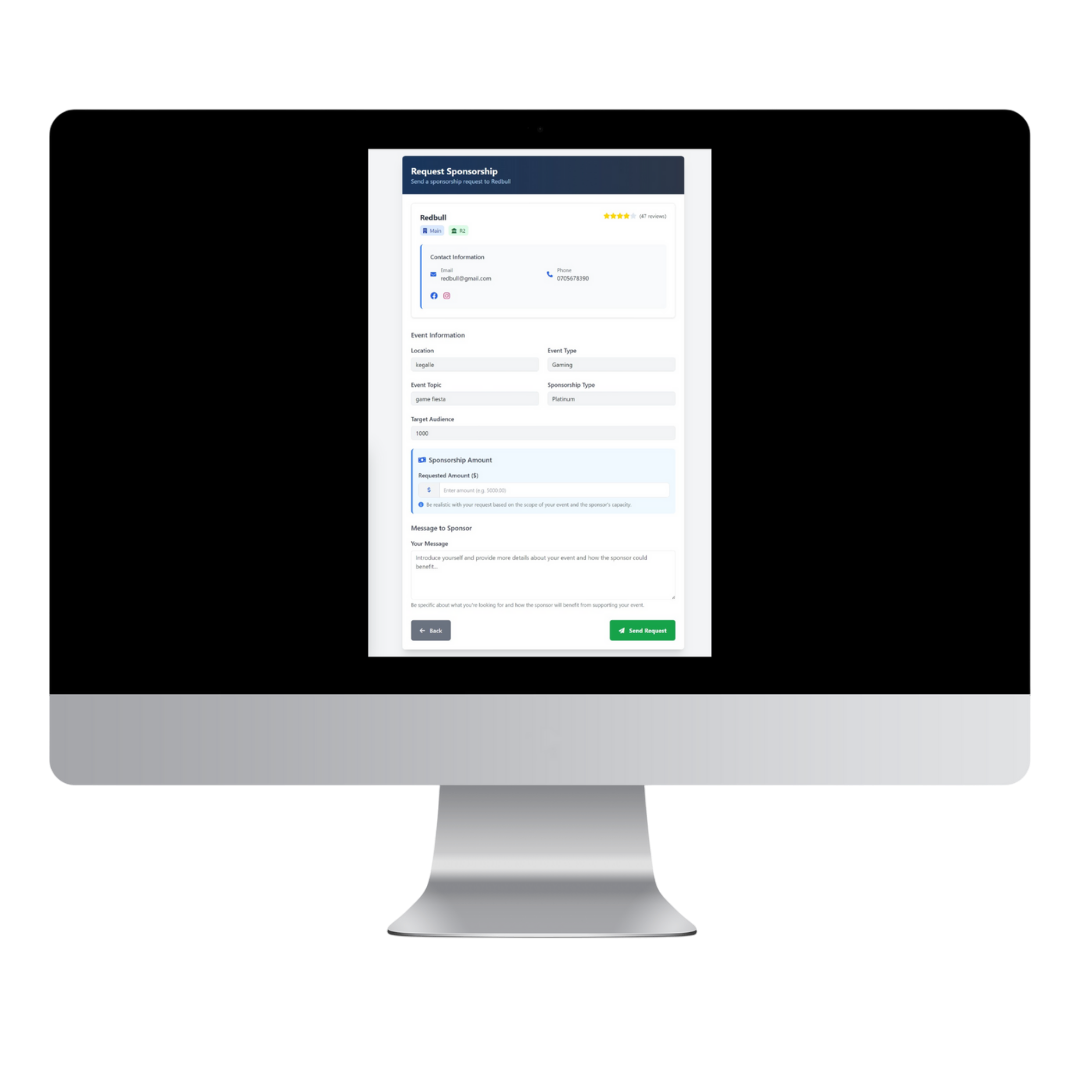 Request Sponsorship
Send a sponsorship request to Redbull
Redbull
(47 reviews)
Main
R2
Contact Information
Email
redbull@gmail.com
Phone
0705678390
Event Information
Location
Event Type
kegalle
Gaming
Event Topic
Sponsorship Type
game fiesta
Platinum
Target Audience
1000
Sponsorship Amount
Requested Amount ($)
$
Enter amount (e.g. 5000.00)
Be realistic with your request based on the scope of your event and the sponsor's capacity.
Message to Sponsor
Your Message
Introduce yourself and provide more details about your event and how the sponsor could
benefit...
Be specific about what you're looking for and how the sponsor will benefit from supporting your event.
Back
Send Request